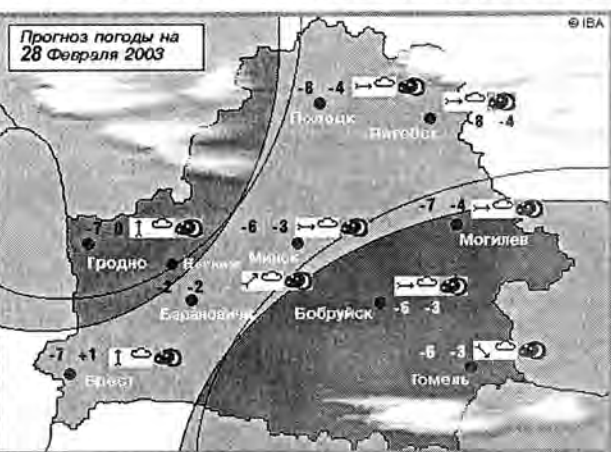 Прогноз погоды на
28 Февраля 2003
© IBA
-8 -4
Полоцк
Витебск
-8 -4
-7 -4
Могилев
-7 0
Гродно
-6 -3
Минск
-2 -2
Барановичи
Бобруйск
-6 -3
-7 +1
Брест
-6 -3
Гомель